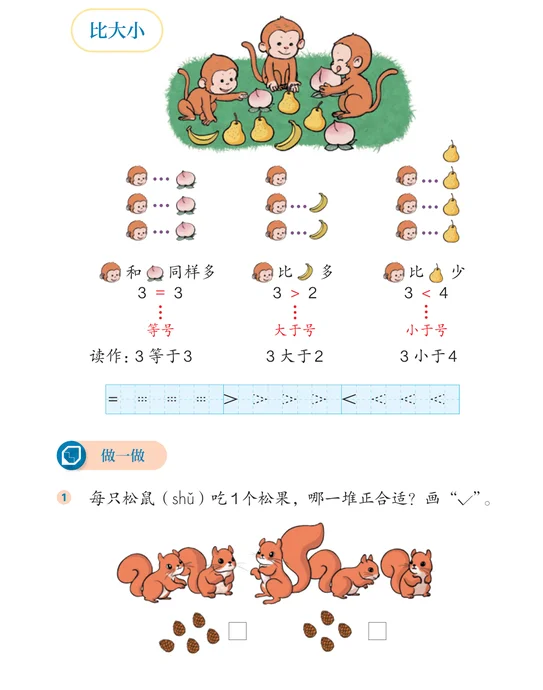 比大小
和同样多
比多
比少
3 = 3
3 > 2
3 < 4
等号
大于号
小于号
读作：3等于3
3大于2
3小于4
= = = = > > > > < < < <
做一做
1 每只松鼠（shǔ）吃1个松果，哪一堆正合适？画“✓”。